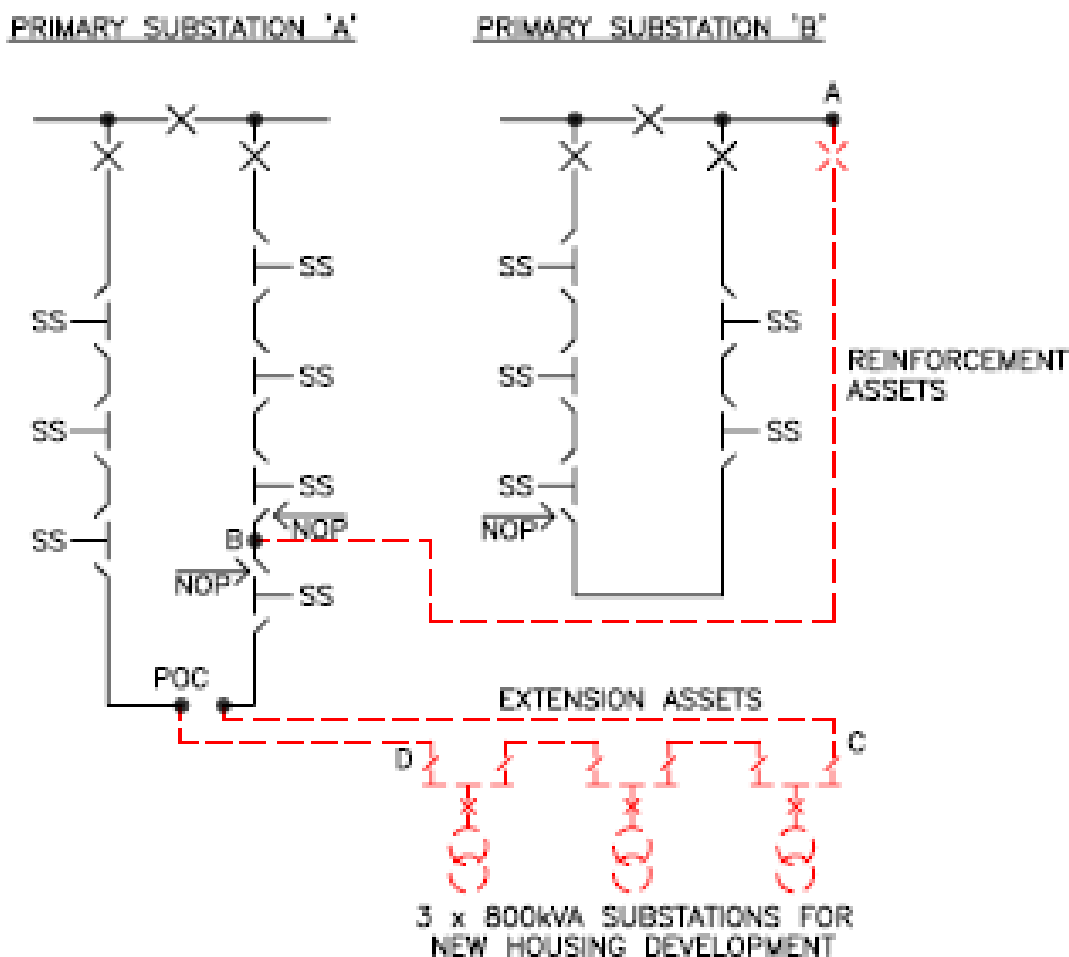 PRIMARY SUBSTATION 'A'
PRIMARY SUBSTATION 'B'
A
SS
SS
SS
SS
SS
SS
SS
SS
REINFORCEMENT
ASSETS
SS
SS
SS
NOP
NOP
SS
B
NOP
SS
POC
EXTENSION ASSETS
D
C
3 x 800kVA SUBSTATIONS FOR
NEW HOUSING DEVELOPMENT